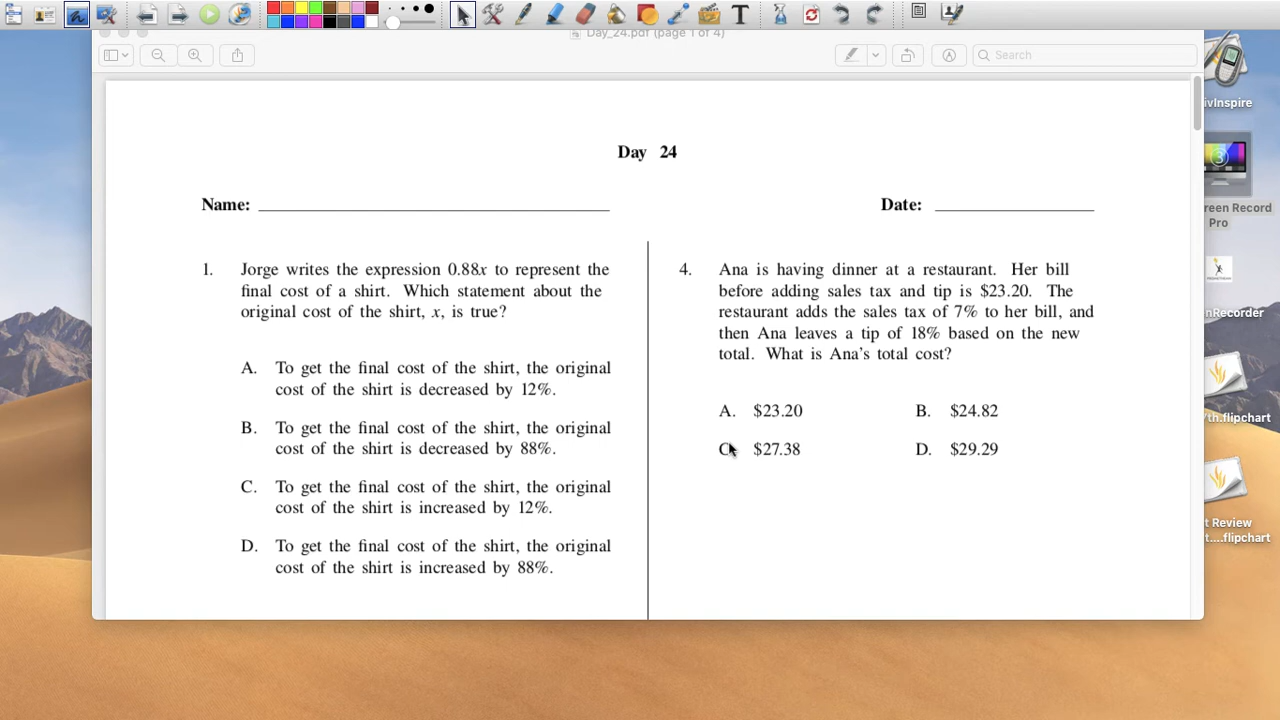 Day_24.pdf (page 1 of 4)
Search
Day 24
Name:
Date:
1. Jorge writes the expression 0.88x to represent the
final cost of a shirt. Which statement about the
original cost of the shirt, x, is true?
A. To get the final cost of the shirt, the original
cost of the shirt is decreased by 12%.
B. To get the final cost of the shirt, the original
cost of the shirt is decreased by 88%.
C. To get the final cost of the shirt, the original
cost of the shirt is increased by 12%.
D. To get the final cost of the shirt, the original
cost of the shirt is increased by 88%.
4. Ana is having dinner at a restaurant. Her bill
before adding sales tax and tip is $23.20. The
restaurant adds the sales tax of 7% to her bill, and
then Ana leaves a tip of 18% based on the new
total. What is Ana's total cost?
A. $23.20 B. $24.82
C. $27.38 D. $29.29
ivInspire
reen Record
Pro
nRecorder
th.flipchart
t Review
t....flipchart